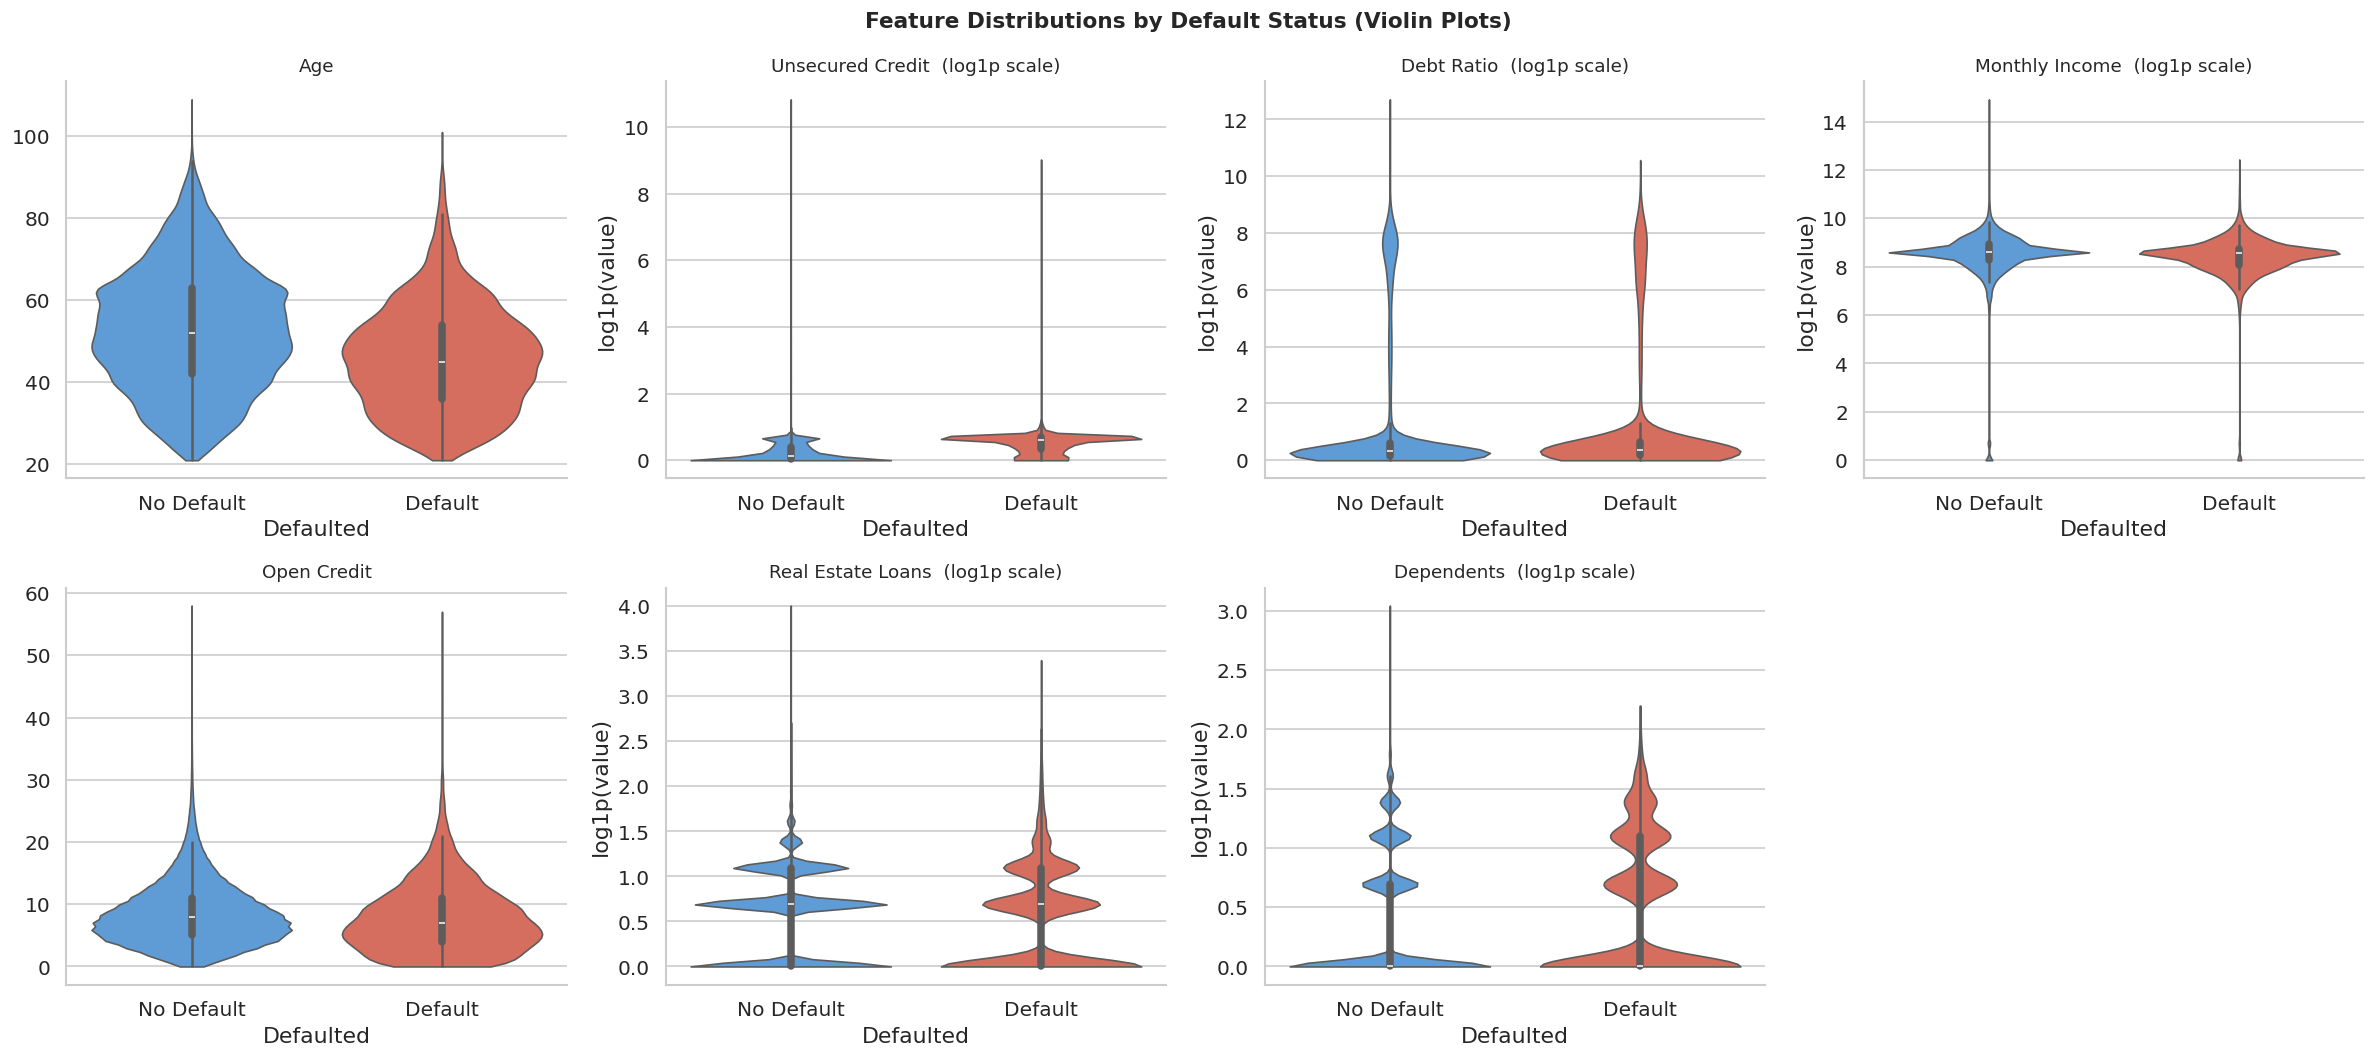 Feature Distributions by Default Status (Violin Plots)
Age
100
80
60
40
20
No Default
Default
Defaulted
Unsecured Credit (log1p scale)
log1p(value)
10
8
6
4
2
0
No Default
Default
Defaulted
Debt Ratio (log1p scale)
log1p(value)
12
10
8
6
4
2
0
No Default
Default
Defaulted
Monthly Income (log1p scale)
log1p(value)
14
12
10
8
6
4
2
0
No Default
Default
Defaulted
Open Credit
60
50
40
30
20
10
0
No Default
Default
Defaulted
Real Estate Loans (log1p scale)
log1p(value)
4.0
3.5
3.0
2.5
2.0
1.5
1.0
0.5
0.0
No Default
Default
Defaulted
Dependents (log1p scale)
log1p(value)
3.0
2.5
2.0
1.5
1.0
0.5
0.0
No Default
Default
Defaulted